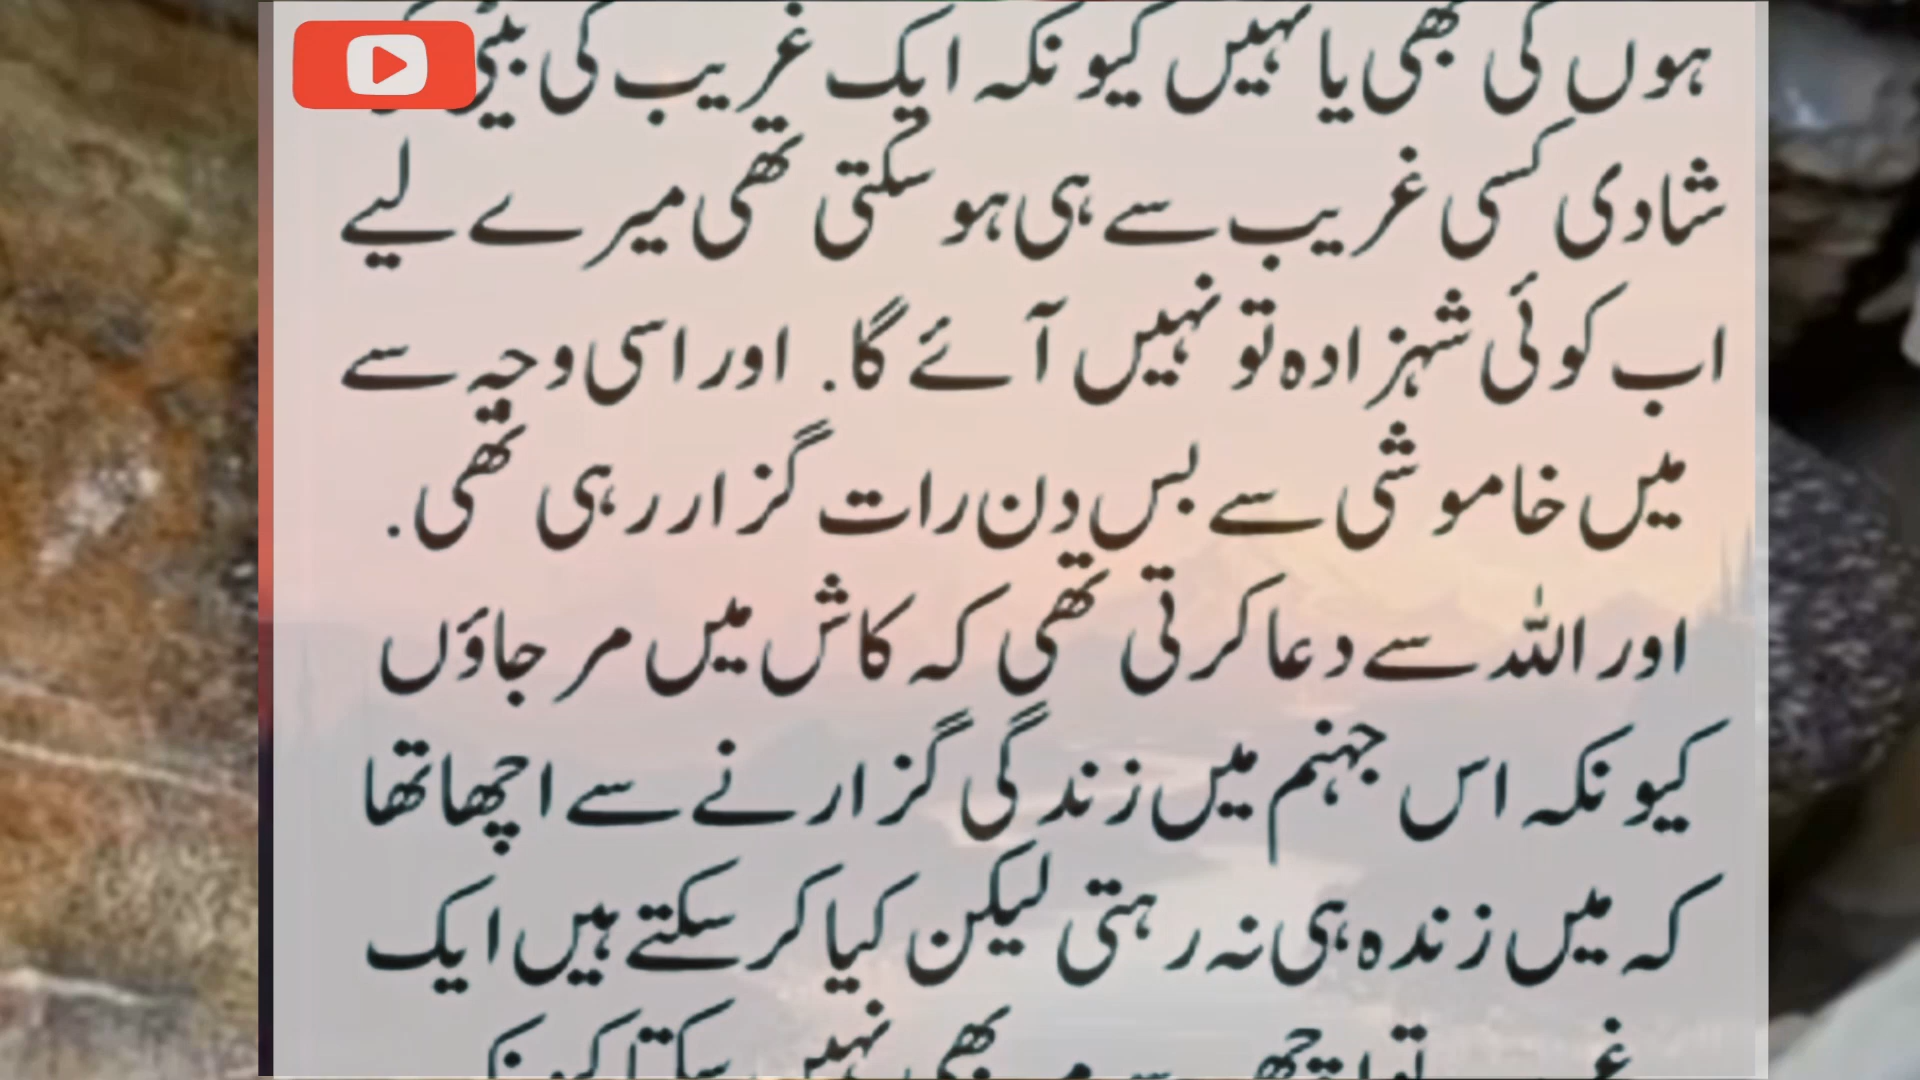 ہوں گی بھی یا نہیں کیونکہ ایک غریب کی بیٹی کی
شادی کسی غریب سے ہی ہو سکتی تھی میرے لیے
اب کوئی شہزادہ تو نہیں آئے گا. اور اسی وجہ سے
میں خاموشی سے بس دن رات گزار رہی تھی.
اور اللہ سے دعا کرتی تھی کہ کاش میں مر جاؤں
کیونکہ اس جہنم میں زندگی گزارنے سے اچھا تھا
کہ میں زندہ ہی نہ رہتی لیکن کیا کر سکتے ہیں ایک